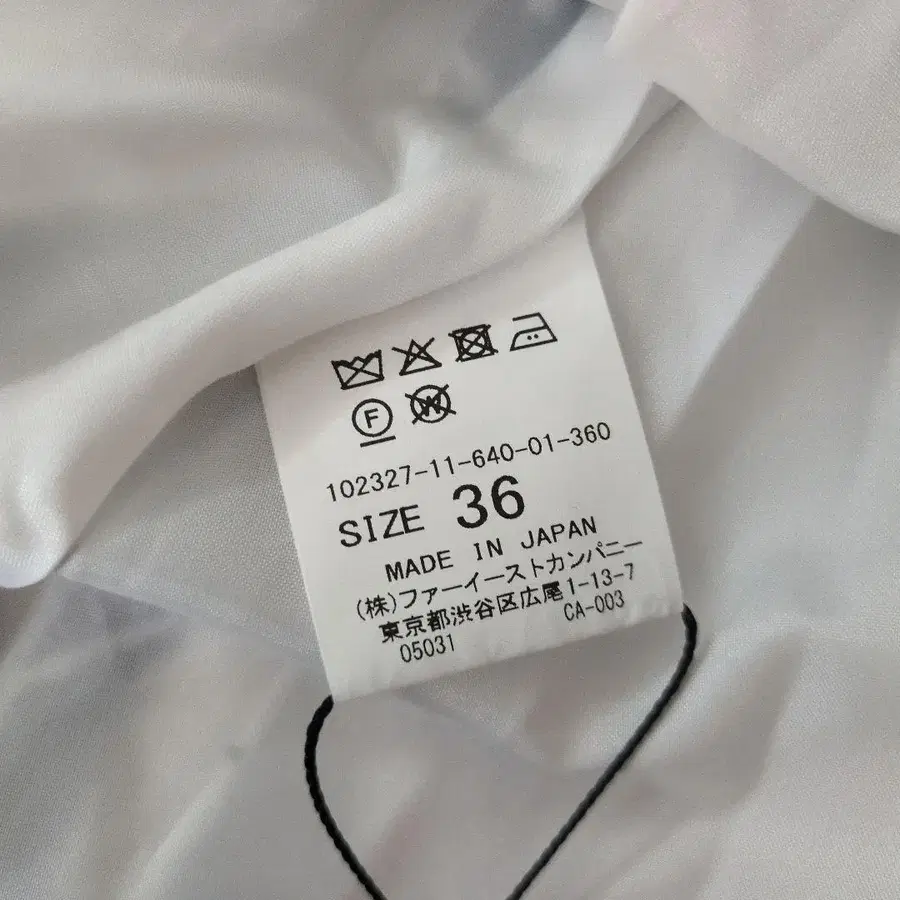 F W
102327-11-640-01-360
SIZE 36
MADE IN JAPAN
(株)ファーイーストカンパニー
東京都渋谷区広尾1-13-7
05031 CA-003